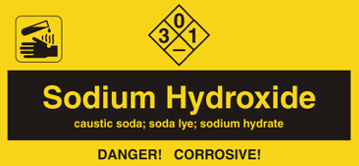 0
3 1
–
Sodium Hydroxide
caustic soda; soda lye; sodium hydrate
DANGER! CORROSIVE!